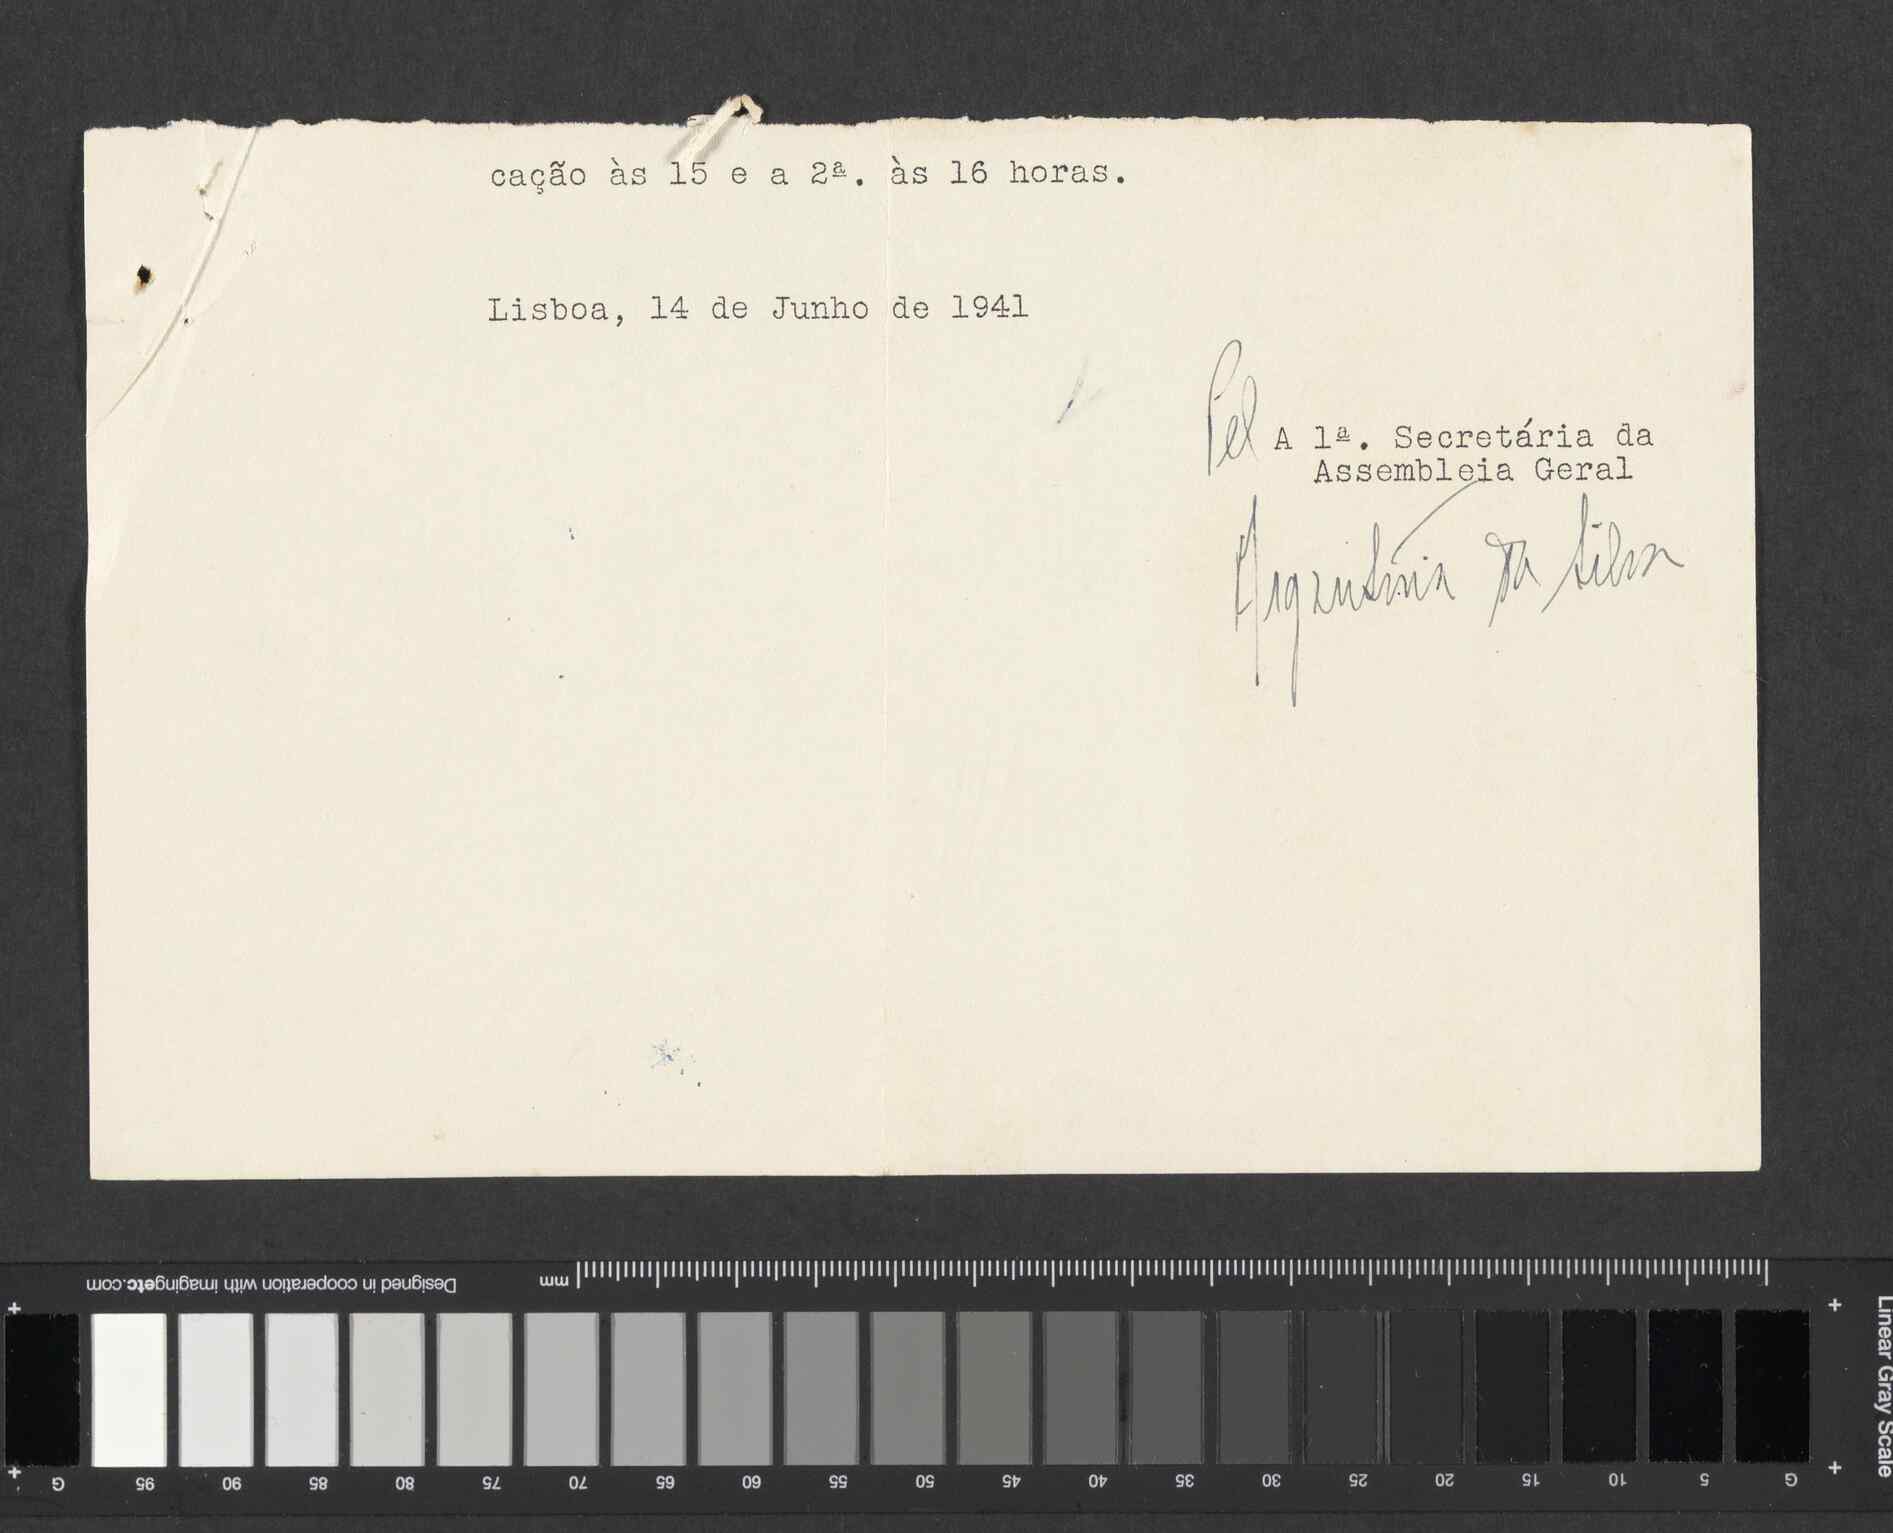 cação às 15 e a 2ª. às 16 horas.
Lisboa, 14 de Junho de 1941
Pel A 1ª. Secretária da
Assembleia Geral
Argentina da Silva
mm
Designed in cooperation with imagingetc.com
G 95 90 85 80 75 70 65 60 55 50 45 40 35 30 25 20 15 10 5 G
Linear Gray Scale